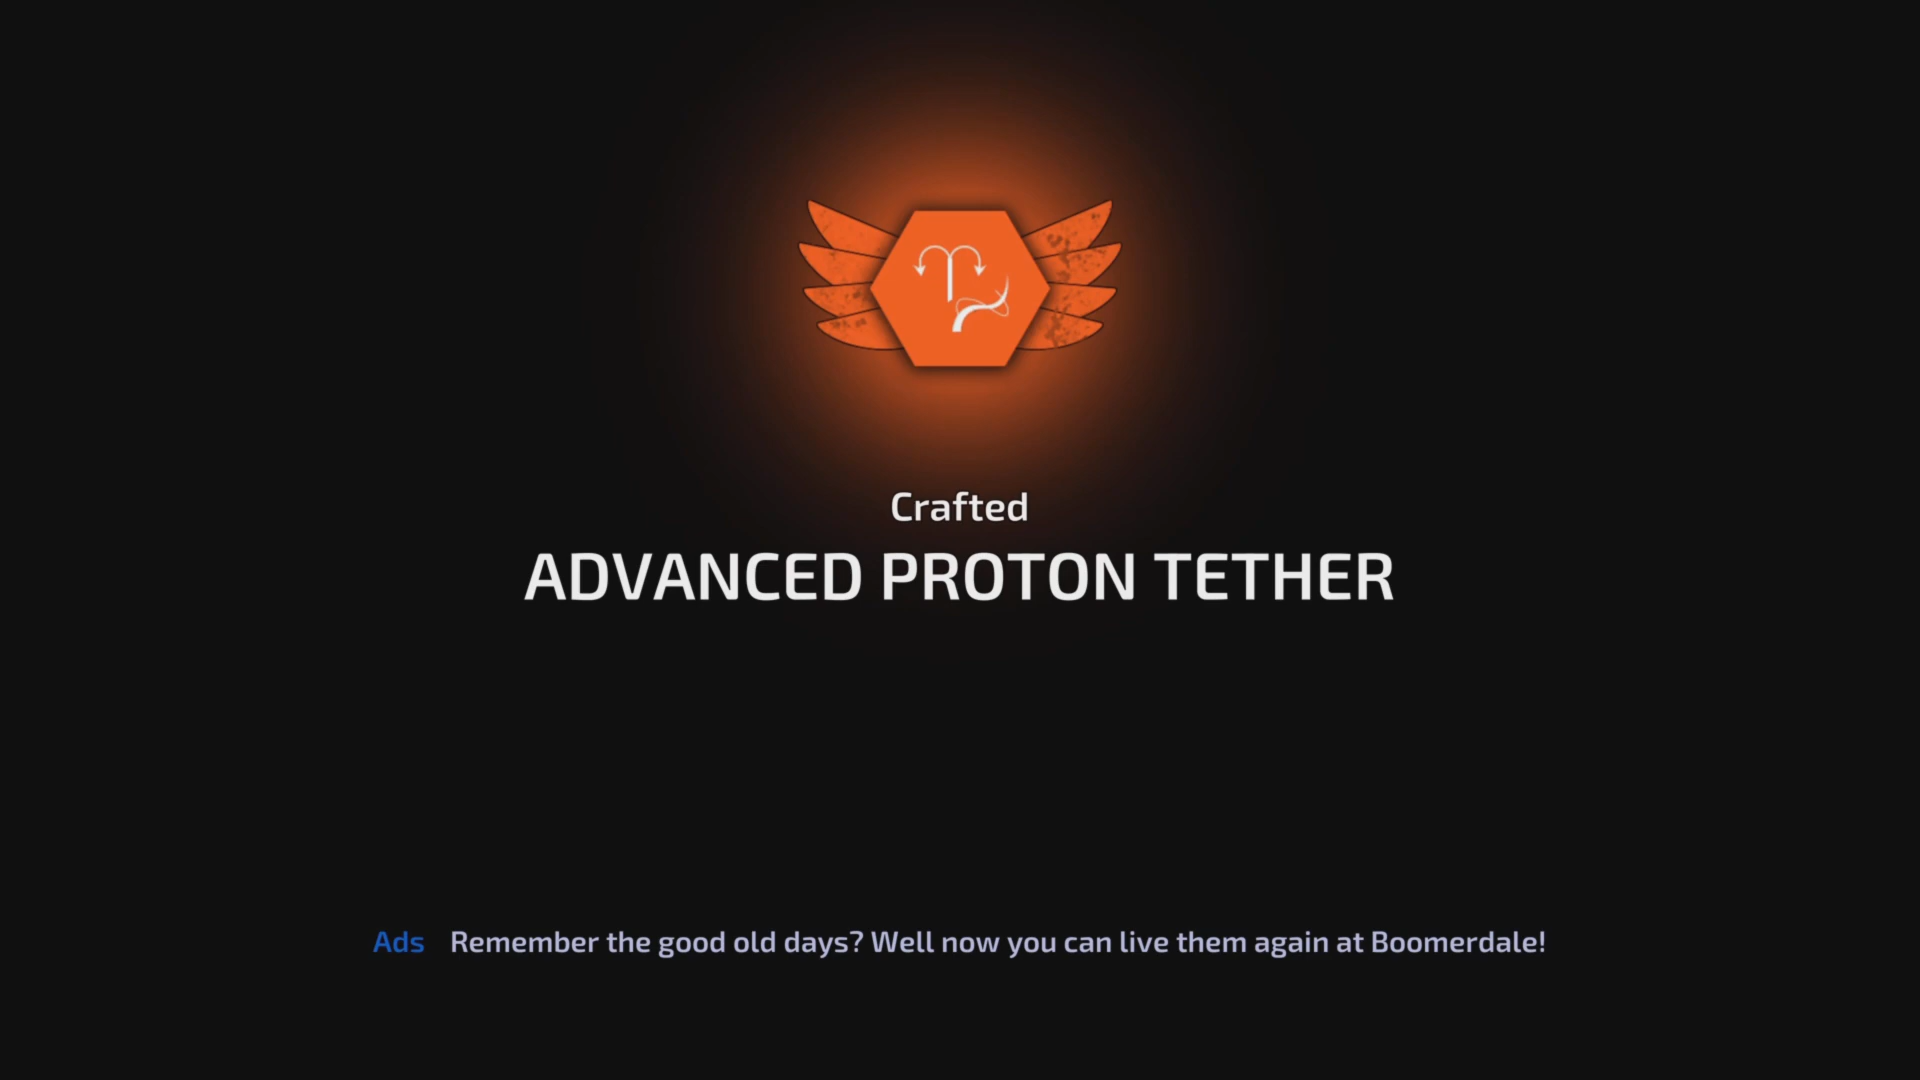 Crafted
ADVANCED PROTON TETHER
Ads Remember the good old days? Well now you can live them again at Boomerdale!